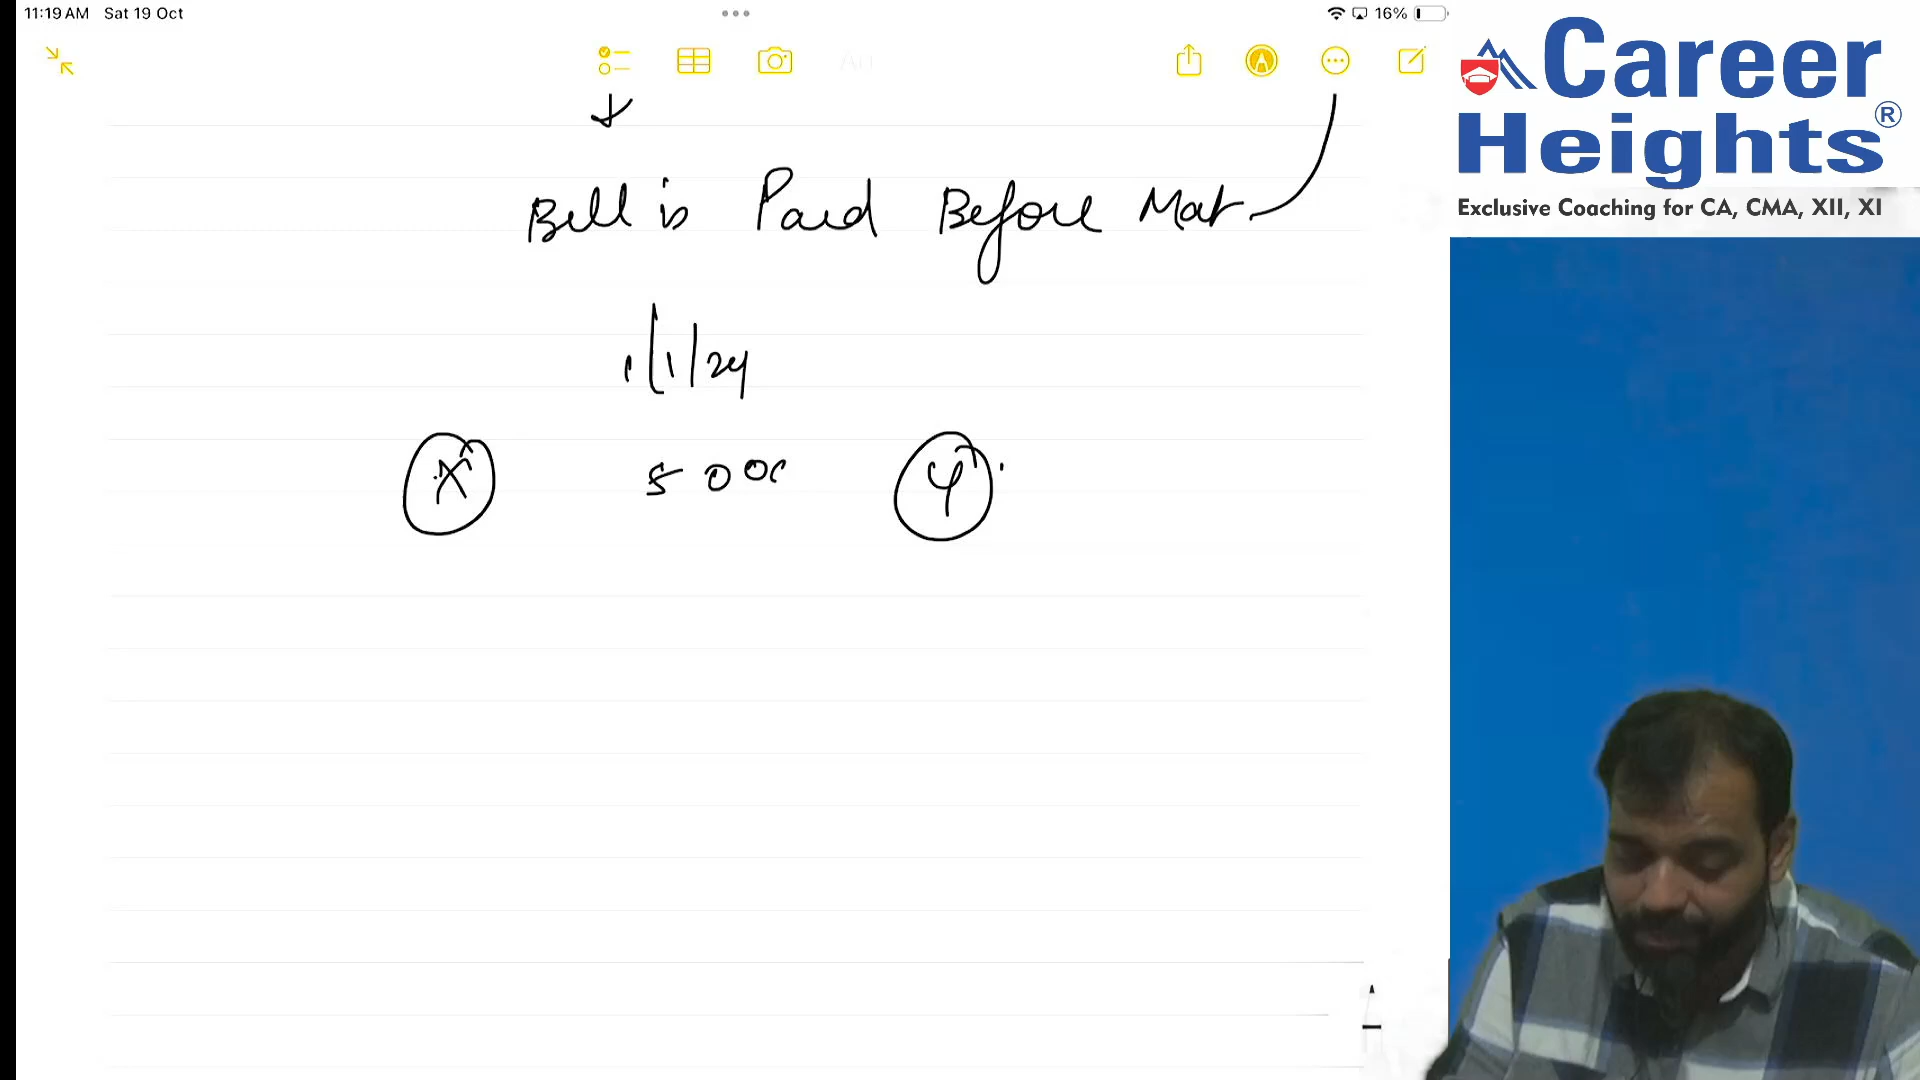 11:19 AM Sat 19 Oct
16%
Career
Heights®
Exclusive Coaching for CA, CMA, XII, XI
Bill is Paid Before Mat
1/1/24
X 5000 Y